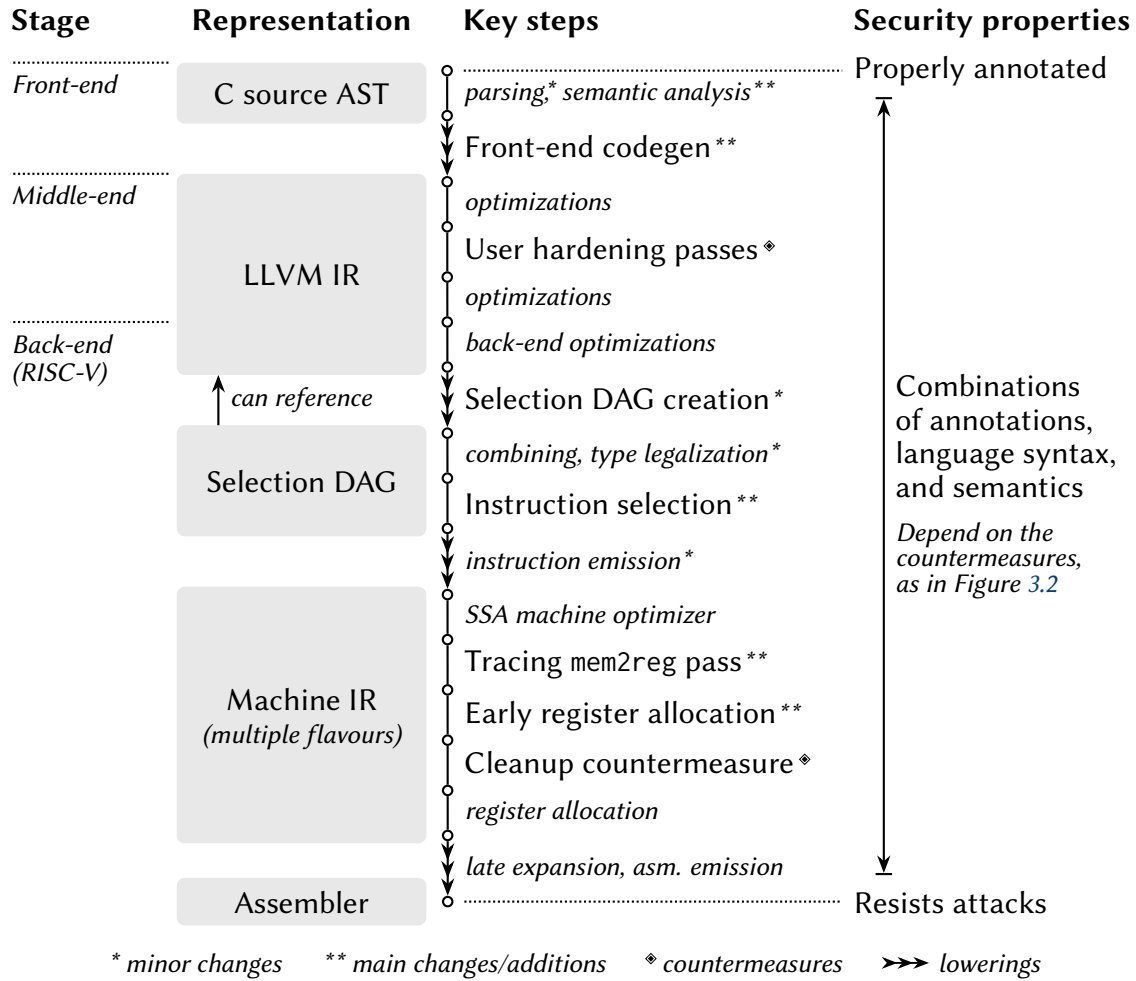 Stage Representation Key steps Security properties
Front-end
C source AST
parsing,* semantic analysis**
Properly annotated
Front-end codegen**
Middle-end
LLVM IR
optimizations
User hardening passes◈
optimizations
Back-end
(RISC-V)
back-end optimizations
can reference
Selection DAG creation*
Combinations
of annotations,
language syntax,
and semantics
Depend on the
countermeasures,
as in Figure 3.2
Selection DAG
combining, type legalization*
Instruction selection**
instruction emission*
Machine IR
(multiple flavours)
SSA machine optimizer
Tracing mem2reg pass**
Early register allocation**
Cleanup countermeasure◈
register allocation
late expansion, asm. emission
Assembler
Resists attacks
* minor changes ** main changes/additions ◈ countermeasures lowerings